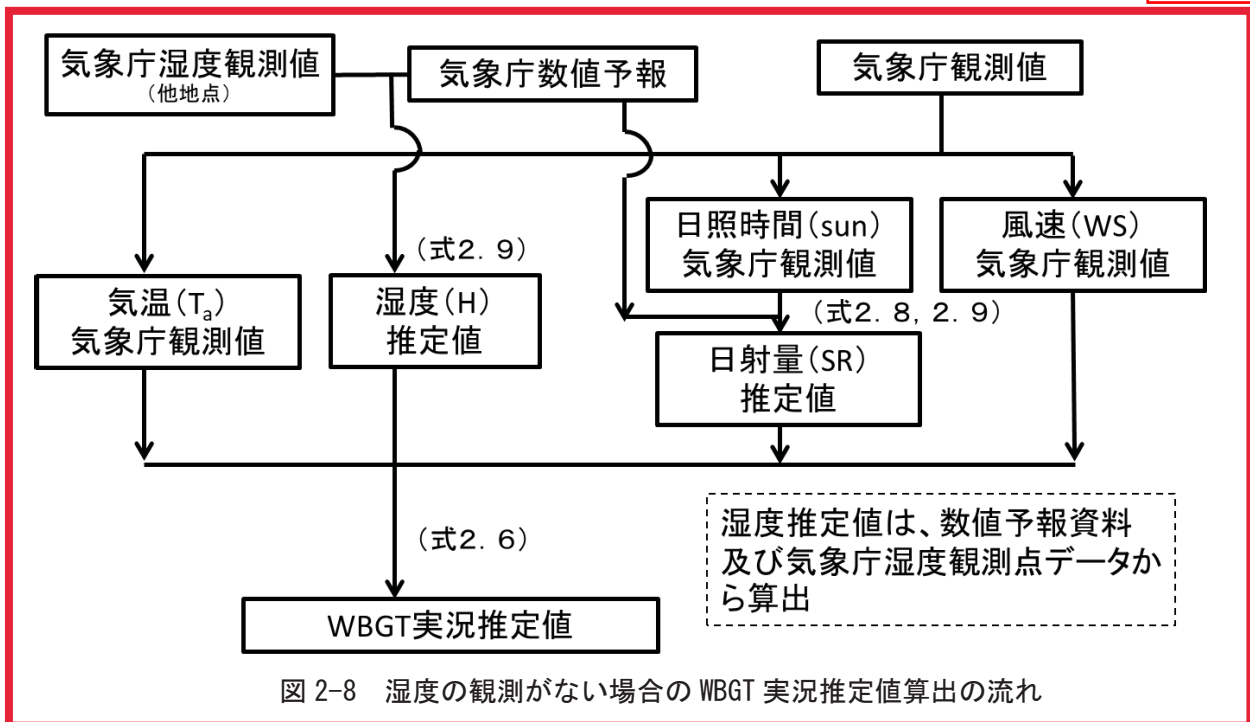 気象庁湿度観測値
(他地点)
気象庁数値予報
気象庁観測値
日照時間(sun)
気象庁観測値
風速(WS)
気象庁観測値
(式2.9)
気温(Ta)
気象庁観測値
湿度(H)
推定値
(式2.8,2.9)
日射量(SR)
推定値
(式2.6)
湿度推定値は、数値予報資料
及び気象庁湿度観測点データか
ら算出
WBGT実況推定値
図 2-8 湿度の観測がない場合の WBGT 実況推定値算出の流れ